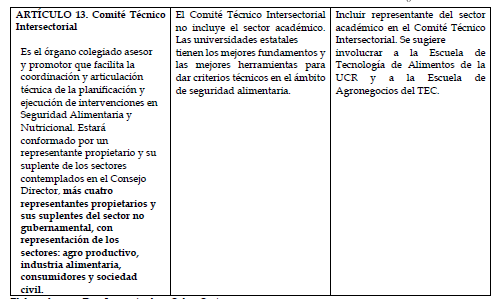 ARTÍCULO 13. Comité Técnico
Intersectorial
Es el órgano colegiado asesor
y promotor que facilita la
coordinación y articulación
técnica de la planificación y
ejecución de intervenciones en
Seguridad Alimentaria y
Nutricional. Estará
conformado por un
representante propietario y su
suplente de los sectores
contemplados en el Consejo
Director, más cuatro
representantes propietarios y
sus suplentes del sector no
gubernamental, con
representación de los
sectores: agro productivo,
industria alimentaria,
consumidores y sociedad
civil.
El Comité Técnico Intersectorial
no incluye el sector académico.
Las universidades estatales
tienen los mejores fundamentos y
las mejores herramientas para
dar criterios técnicos en el ámbito
de seguridad alimentaria.
Incluir representante del sector
académico en el Comité Técnico
Intersectorial. Se sugiere
involucrar a la Escuela de
Tecnología de Alimentos de la
UCR y a la Escuela de
Agronegocios del TEC.